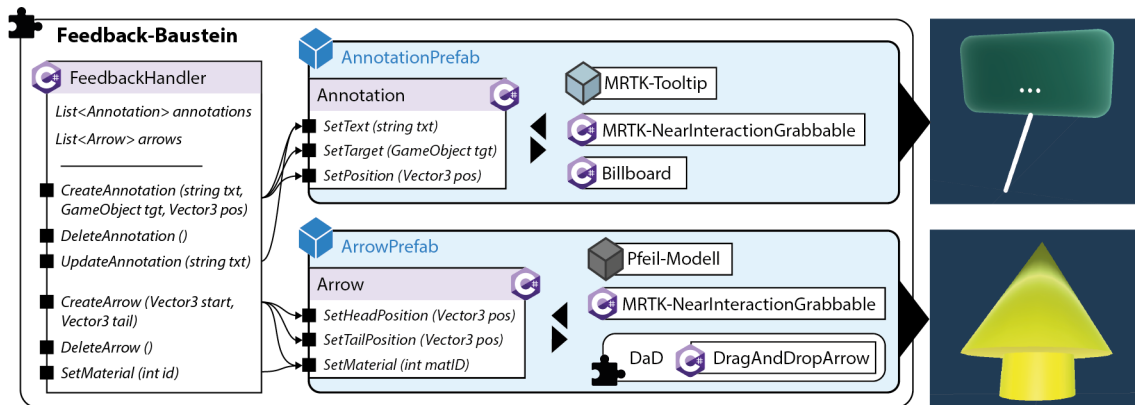 Feedback-Baustein
FeedbackHandler
List<Annotation> annotations
List<Arrow> arrows
CreateAnnotation (string txt,
GameObject tgt, Vector3 pos)
DeleteAnnotation ()
UpdateAnnotation (string txt)
CreateArrow (Vector3 start,
Vector3 tail)
DeleteArrow ()
SetMaterial (int id)
AnnotationPrefab
Annotation
SetText (string txt)
SetTarget (GameObject tgt)
SetPosition (Vector3 pos)
MRTK-Tooltip
MRTK-NearInteractionGrabbable
Billboard
ArrowPrefab
Arrow
SetHeadPosition (Vector3 pos)
SetTailPosition (Vector3 pos)
SetMaterial (int matID)
Pfeil-Modell
MRTK-NearInteractionGrabbable
DaD
DragAndDropArrow
...